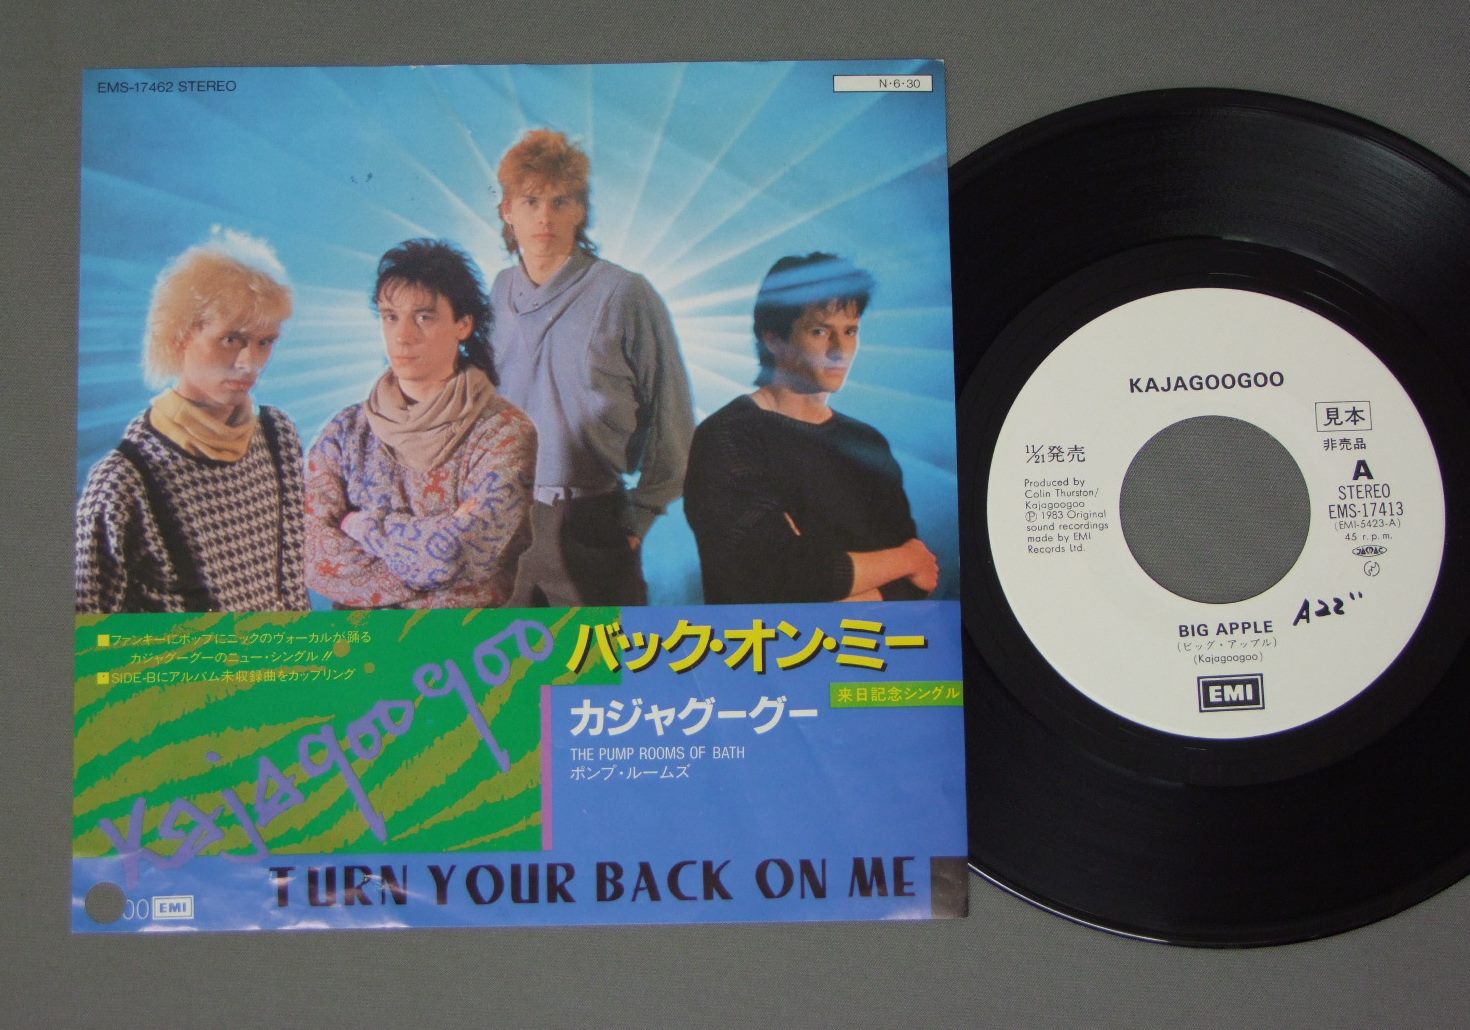 EMS-17462 STEREO
N・6・30
■ファンキーにポップにニックのヴォーカルが踊る
カジャグーグーのニュー・シングル!!
■SIDE-Bにアルバム未収録曲をカップリング
kajagoogoo
バック・オン・ミー
来日記念シングル
カジャグーグー
THE PUMP ROOMS OF BATH
ポンプ・ルームズ
TURN YOUR BACK ON ME
00 EMI
KAJAGOOGOO
見本
非売品
11/21発売
A
STEREO
EMS-17413
(EMI-5423-A)
45 r.p.m.
JASRAC
Produced by
Colin Thurston/
Kajagoogoo
℗ 1983 Original
sound recordings
made by EMI
Records Ltd.
A22"
BIG APPLE
(ビッグ・アップル)
(Kajagoogoo)
EMI